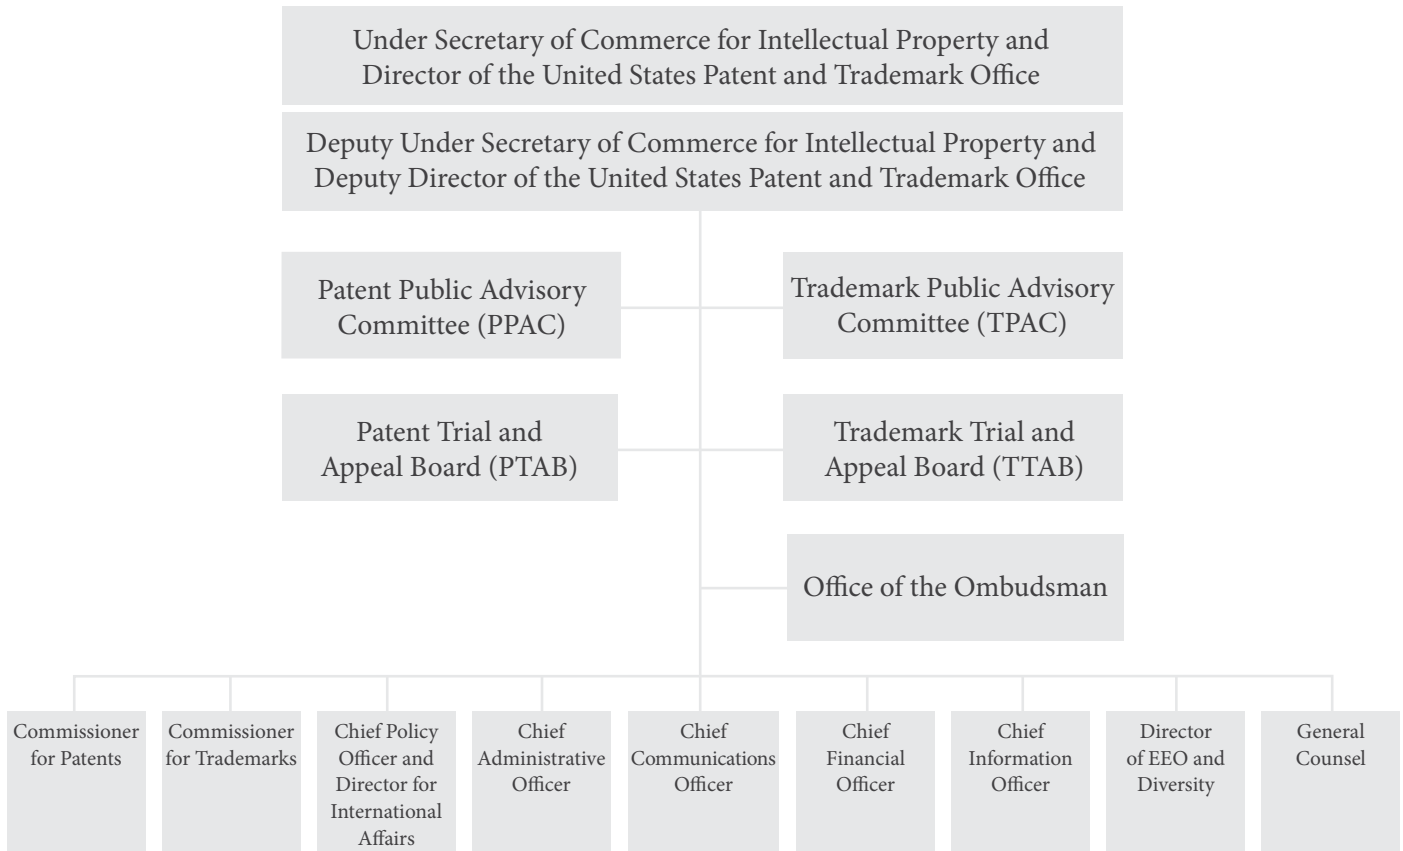 Under Secretary of Commerce for Intellectual Property and
Director of the United States Patent and Trademark Office
Deputy Under Secretary of Commerce for Intellectual Property and
Deputy Director of the United States Patent and Trademark Office
Patent Public Advisory
Committee (PPAC)
Trademark Public Advisory
Committee (TPAC)
Patent Trial and
Appeal Board (PTAB)
Trademark Trial and
Appeal Board (TTAB)
Office of the Ombudsman
Commissioner
for Patents
Commissioner
for Trademarks
Chief Policy
Officer and
Director for
International
Affairs
Chief
Administrative
Officer
Chief
Communications
Officer
Chief
Financial
Officer
Chief
Information
Officer
Director
of EEO and
Diversity
General
Counsel